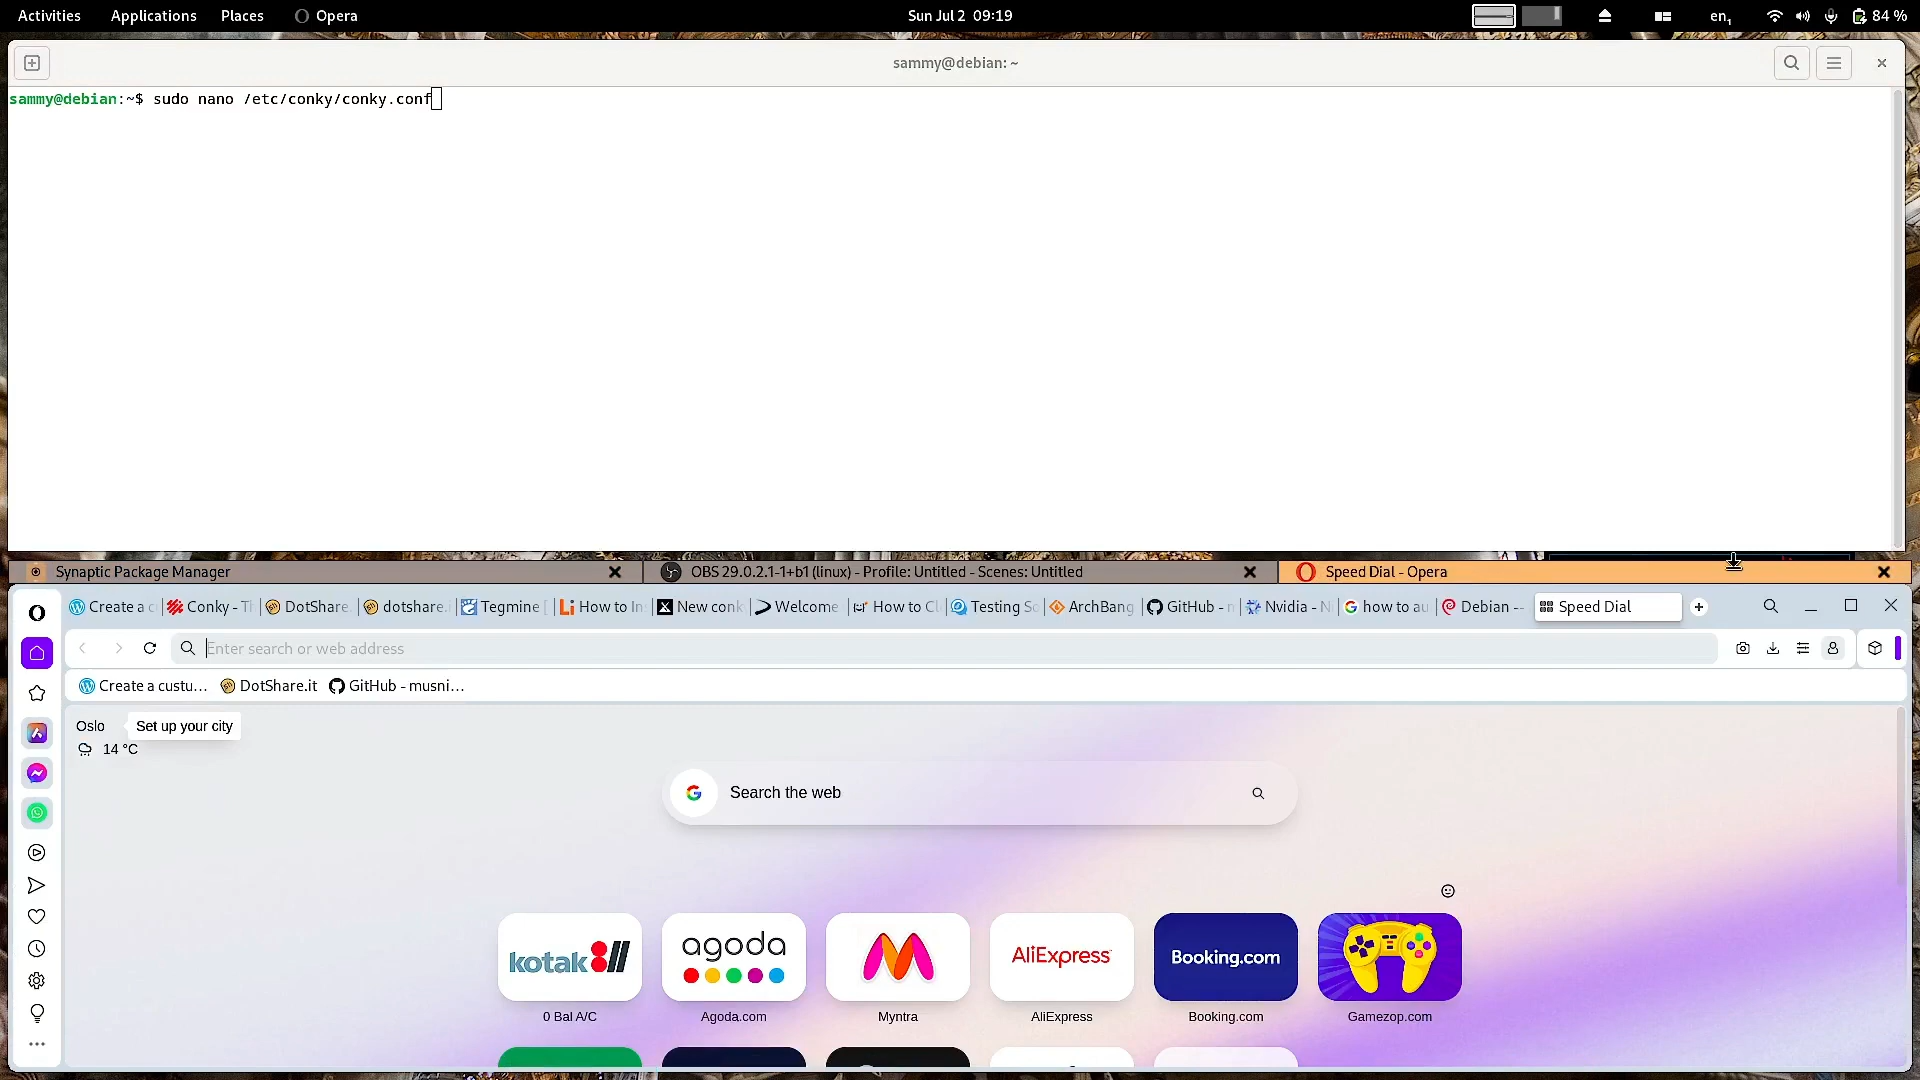 Activities Applications Places Opera Sun Jul 2 09:19 en₁ 84 %
sammy@debian: ~
sammy@debian:~$ sudo nano /etc/conky/conky.conf
Synaptic Package Manager OBS 29.0.2.1-1+b1 (linux) - Profile: Untitled - Scenes: Untitled Speed Dial - Opera
Create a c Conky - T DotShare. dotshare. Tegmine [ How to In New conk Welcome How to Cl Testing So ArchBang GitHub - m Nvidia - N how to au Debian -- Speed Dial
Enter search or web address
Create a custu... DotShare.it GitHub - musni...
Oslo Set up your city
14 °C
Search the web
kotak agoda AliExpress Booking.com
0 Bal A/C Agoda.com Myntra AliExpress Booking.com Gamezop.com